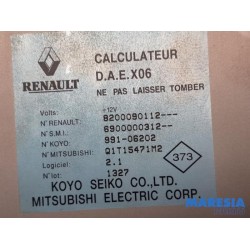 CALCULATEUR
D.A.E.X06
RENAULT
NE PAS LAISSER TOMBER
Volts: +12V
N°RENAULT: 8200090112---
N°S.M.I.: 6900000312--
N°KOYO: 991-06202
N°MITSUBISHI: Q1T15471M2
Logiciel: 2.1
N°lot: 1327
373
KOYO SEIKO CO.,LTD.
MITSUBISHI ELECTRIC CORP.
MARESIA